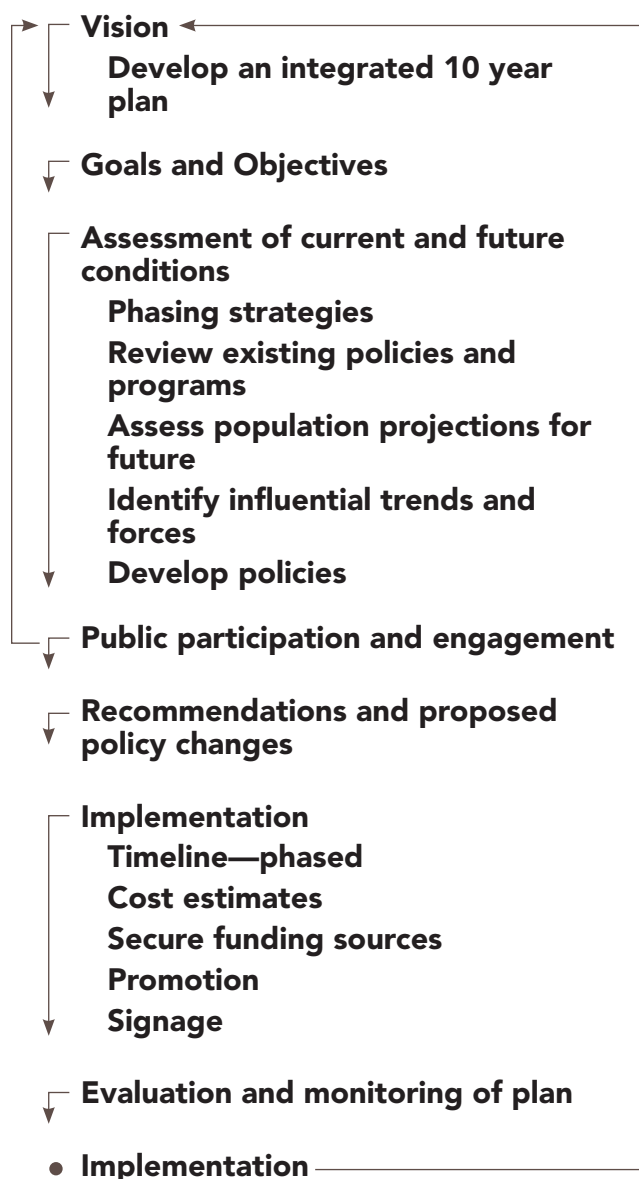 Vision
Develop an integrated 10 year
plan
Goals and Objectives
Assessment of current and future
conditions
Phasing strategies
Review existing policies and
programs
Assess population projections for
future
Identify influential trends and
forces
Develop policies
Public participation and engagement
Recommendations and proposed
policy changes
Implementation
Timeline—phased
Cost estimates
Secure funding sources
Promotion
Signage
Evaluation and monitoring of plan
Implementation